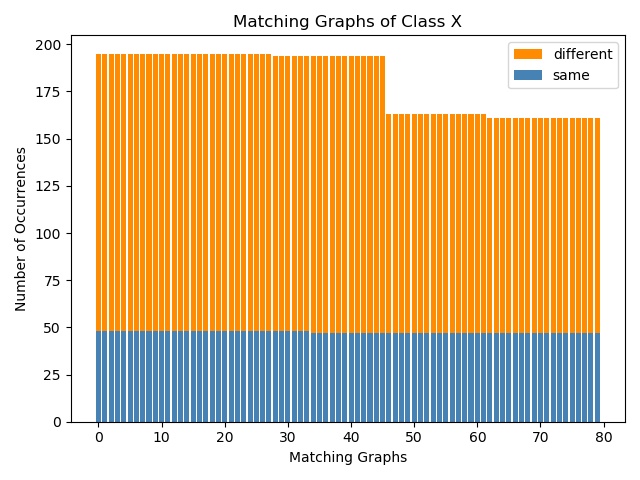 Matching Graphs of Class X
different
same
200
175
150
125
100
75
50
25
0
Number of Occurrences
0 10 20 30 40 50 60 70 80
Matching Graphs